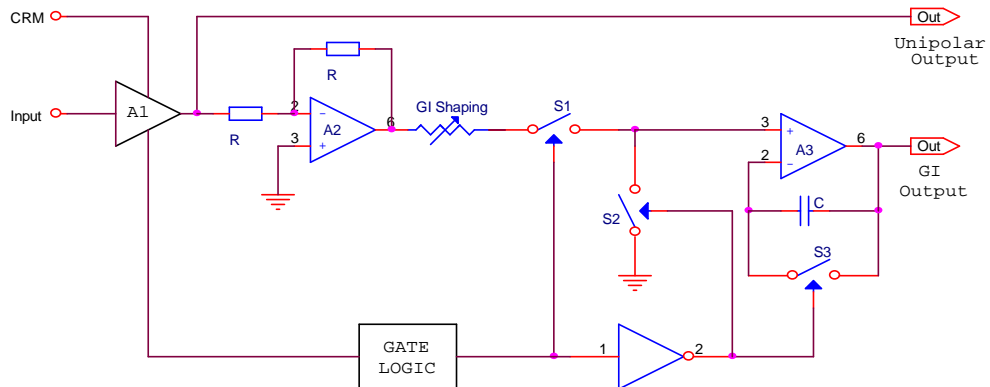 CRM
Out
Unipolar
Output
R
Input
A1
R
2
3
A2
6
GI Shaping
S1
3
2
A3
6
Out
GI
Output
C
S2
S3
GATE
LOGIC
1
2